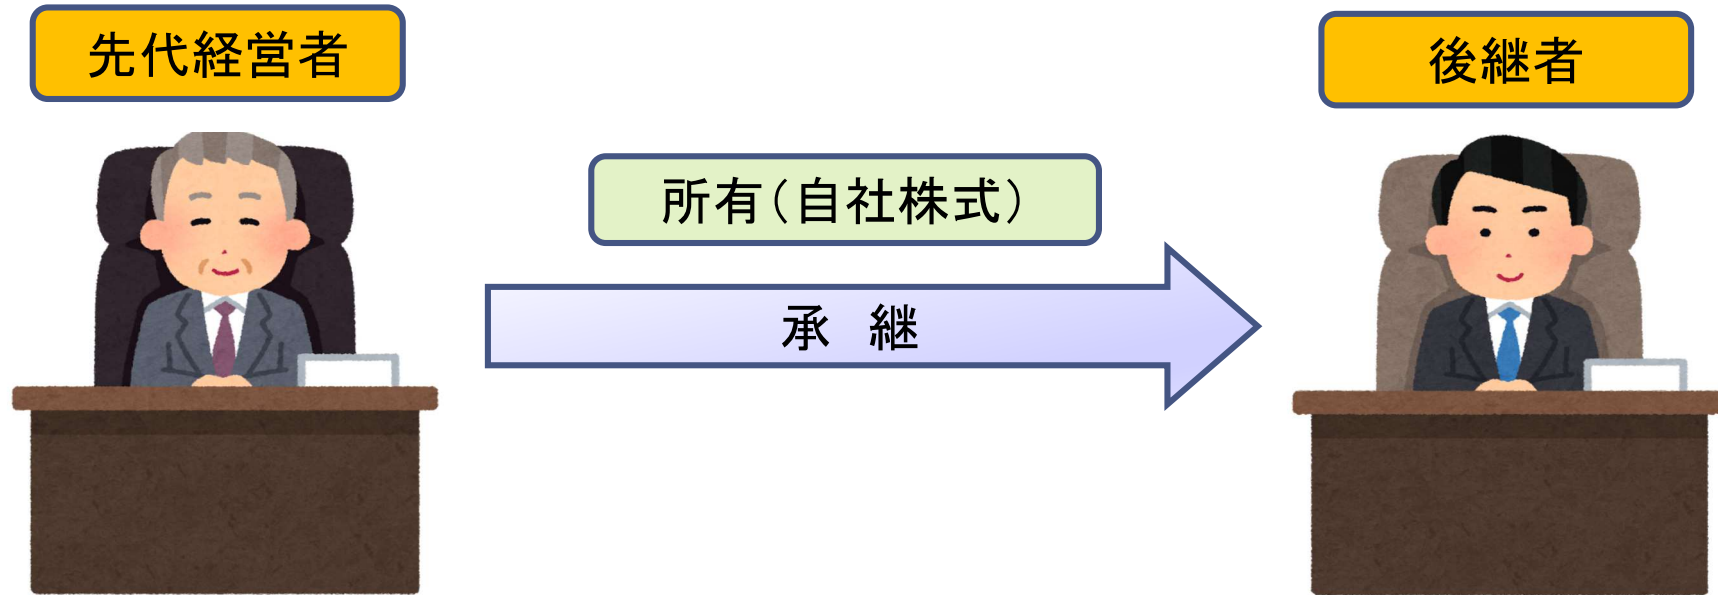 先代経営者
後継者
所有（自社株式）
承　継